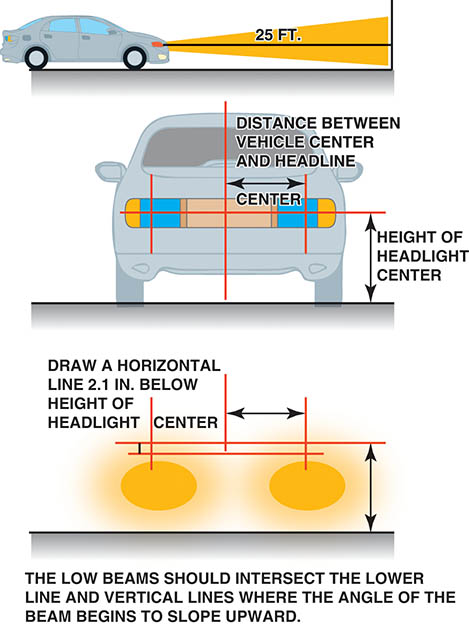 25 FT.
DISTANCE BETWEEN
VEHICLE CENTER
AND HEADLINE
CENTER
HEIGHT OF
HEADLIGHT
CENTER
DRAW A HORIZONTAL
LINE 2.1 IN. BELOW
HEIGHT OF
HEADLIGHT CENTER
THE LOW BEAMS SHOULD INTERSECT THE LOWER
LINE AND VERTICAL LINES WHERE THE ANGLE OF THE
BEAM BEGINS TO SLOPE UPWARD.